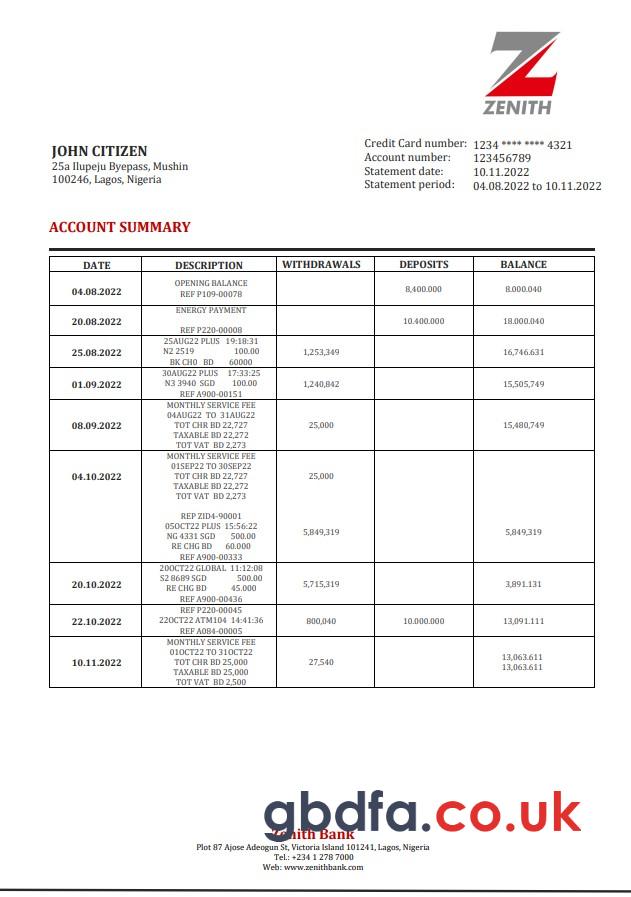 ZENITH
JOHN CITIZEN
25a Ilupeju Byepass, Mushin
100246, Lagos, Nigeria
Credit Card number: 1234 **** **** 4321
Account number: 123456789
Statement date: 10.11.2022
Statement period: 04.08.2022 to 10.11.2022
ACCOUNT SUMMARY
DATE DESCRIPTION WITHDRAWALS DEPOSITS BALANCE
04.08.2022
OPENING BALANCE
REF P109-00078
8,400.000 8.000.040
20.08.2022
ENERGY PAYMENT
REF P220-00008
10.400.000 18.000.040
25.08.2022
25AUG22 PLUS 19:18:31
N2 2519 100.00
BK CH0 BD 60000
1,253,349 16,746.631
01.09.2022
30AUG22 PLUS 17:33:25
N3 3940 SGD 100.00
REF A900-00151
1,240,842 15,505,749
08.09.2022
MONTHLY SERVICE FEE
04AUG22 TO 31AUG22
TOT CHR BD 22,727
TAXABLE BD 22,272
TOT VAT BD 2,273
25,000 15,480,749
04.10.2022
MONTHLY SERVICE FEE
01SEP22 TO 30SEP22
TOT CHR BD 22,727
TAXABLE BD 22,272
TOT VAT BD 2,273
25,000
REP ZID4-90001
05OCT22 PLUS 15:56:22
NG 4331 SGD 500.00
RE CHG BD 60.000
REF A900-00333
5,849,319 5,849,319
20.10.2022
20OCT22 GLOBAL 11:12:08
S2 8689 SGD 500.00
RE CHG BD 45.000
REF A900-00436
5,715,319 3,891.131
22.10.2022
REF P220-00045
22OCT22 ATM104 14:41:36
REF A084-00005
800,040 10.000.000 13,091.111
10.11.2022
MONTHLY SERVICE FEE
01OCT22 TO 31OCT22
TOT CHR BD 25,000
TAXABLE BD 25,000
TOT VAT BD 2,500
27,540
13,063.611
13,063.611
gbdfa.co.uk
Zenith Bank
Plot 87 Ajose Adeogun St, Victoria Island 101241, Lagos, Nigeria
Tel.: +234 1 278 7000
Web: www.zenithbank.com